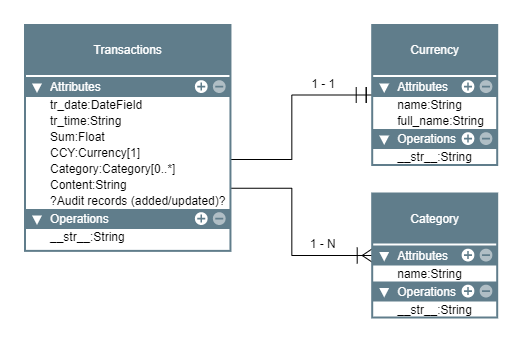 Transactions
Attributes
tr_date:DateField
tr_time:String
Sum:Float
CCY:Currency[1]
Category:Category[0..*]
Content:String
?Audit records (added/updated)?
Operations
__str__:String
1 - 1
1 - N
Currency
Attributes
name:String
full_name:String
Operations
__str__:String
Category
Attributes
name:String
Operations
__str__:String